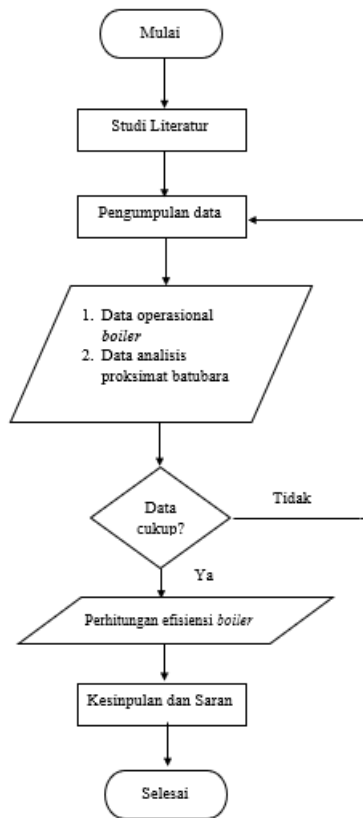 Mulai
Studi Literatur
Pengumpulan data
1. Data operasional
boiler
2. Data analisis
proksimat batubara
Data
cukup?
Tidak
Ya
Perhitungan efisiensi boiler
Kesinpulan dan Saran
Selesai